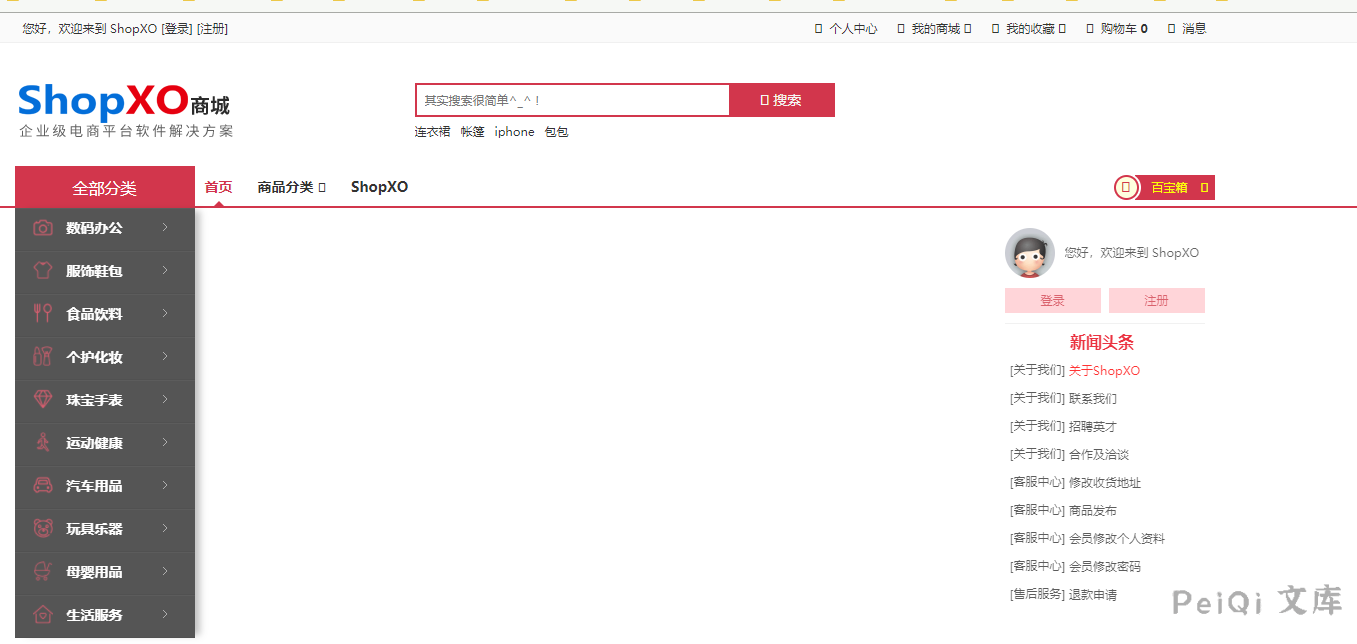 您好，欢迎来到 ShopXO [登录] [注册]
个人中心 我的商城 我的收藏 购物车 0 消息
ShopXO商城
企业级电商平台软件解决方案
其实搜索很简单^_^ ！ 搜索
连衣裙 帐篷 iphone 包包
全部分类 首页 商品分类 ShopXO 百宝箱
数码办公
服饰鞋包
食品饮料
个护化妆
珠宝手表
运动健康
汽车用品
玩具乐器
母婴用品
生活服务
您好，欢迎来到 ShopXO
登录 注册
新闻头条
[关于我们] 关于ShopXO
[关于我们] 联系我们
[关于我们] 招聘英才
[关于我们] 合作及洽谈
[客服中心] 修改收货地址
[客服中心] 商品发布
[客服中心] 会员修改个人资料
[客服中心] 会员修改密码
[售后服务] 退款申请
PeiQi 文库